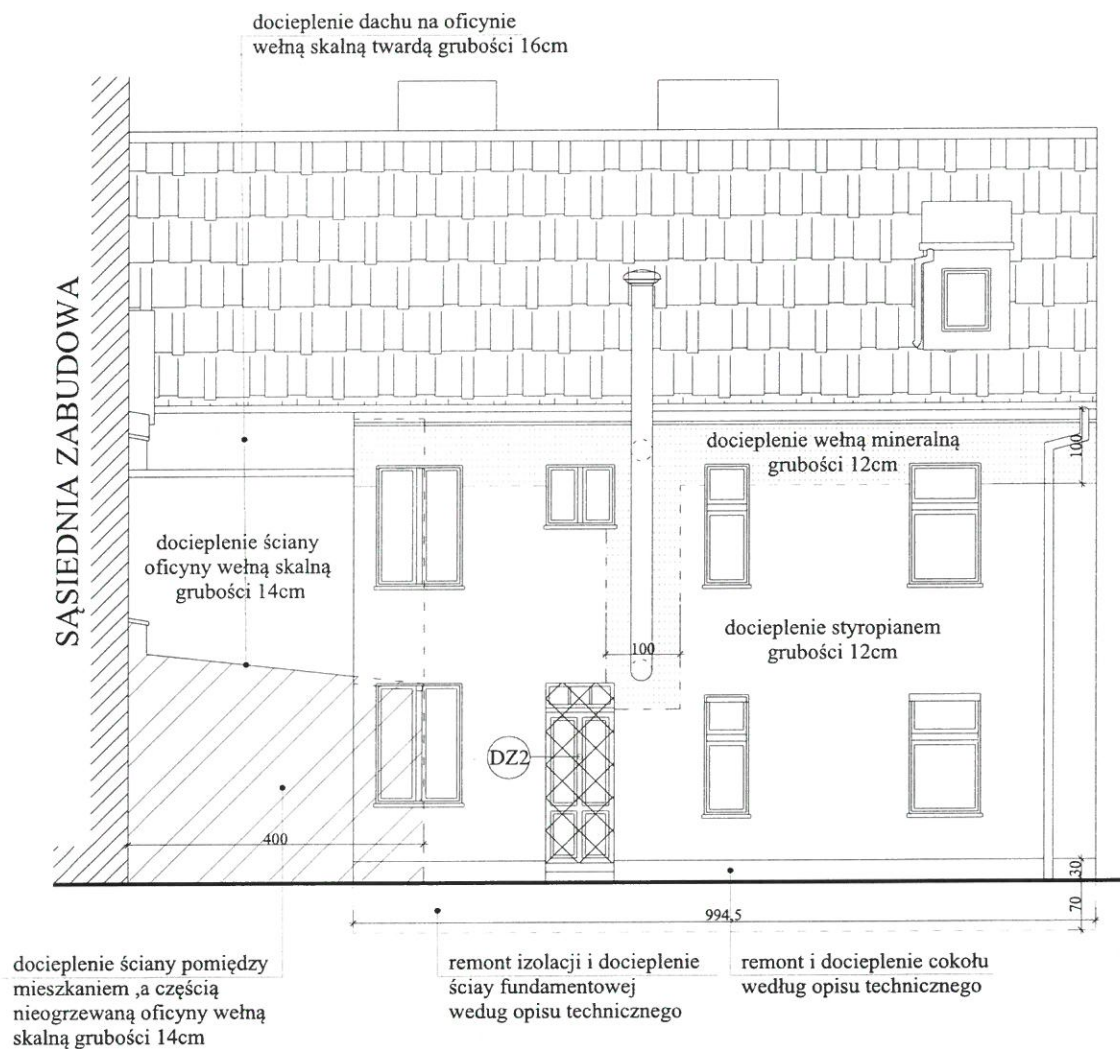 docieplenie dachu na oficynie
wełną skalną twardą grubości 16cm
SĄSIEDNIA ZABUDOWA
docieplenie wełną mineralną
grubości 12cm
100
docieplenie ściany
oficyny wełną skalną
grubości 14cm
docieplenie styropianem
grubości 12cm
100
DZ2
400
30
70
994,5
docieplenie ściany pomiędzy
mieszkaniem ,a częścią
nieogrzewaną oficyny wełną
skalną grubości 14cm
remont izolacji i docieplenie
ściay fundamentowej
wedug opisu technicznego
remont i docieplenie cokołu
według opisu technicznego